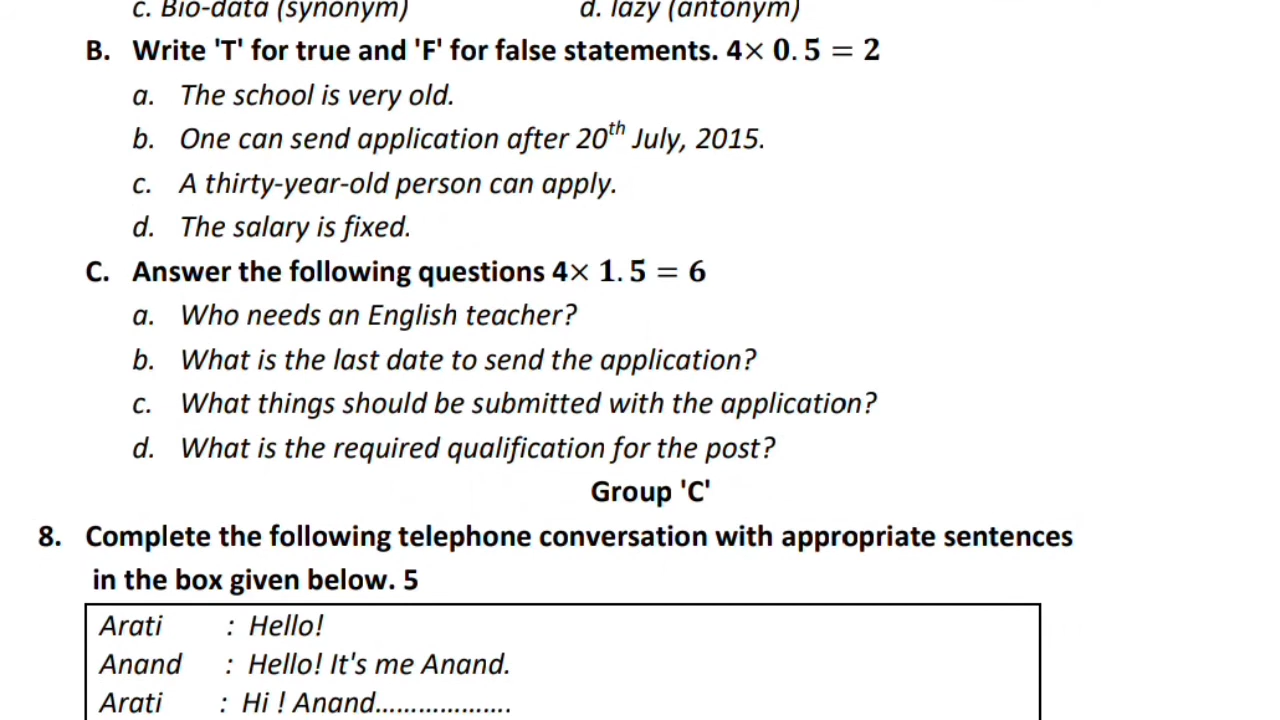 c. Bio-data (synonym) d. lazy (antonym)
B. Write 'T' for true and 'F' for false statements. 4× 0.5 = 2
a. The school is very old.
b. One can send application after 20th July, 2015.
c. A thirty-year-old person can apply.
d. The salary is fixed.
C. Answer the following questions 4× 1.5 = 6
a. Who needs an English teacher?
b. What is the last date to send the application?
c. What things should be submitted with the application?
d. What is the required qualification for the post?
Group 'C'
8. Complete the following telephone conversation with appropriate sentences
in the box given below. 5
Arati : Hello!
Anand : Hello! It's me Anand.
Arati : Hi ! Anand...................